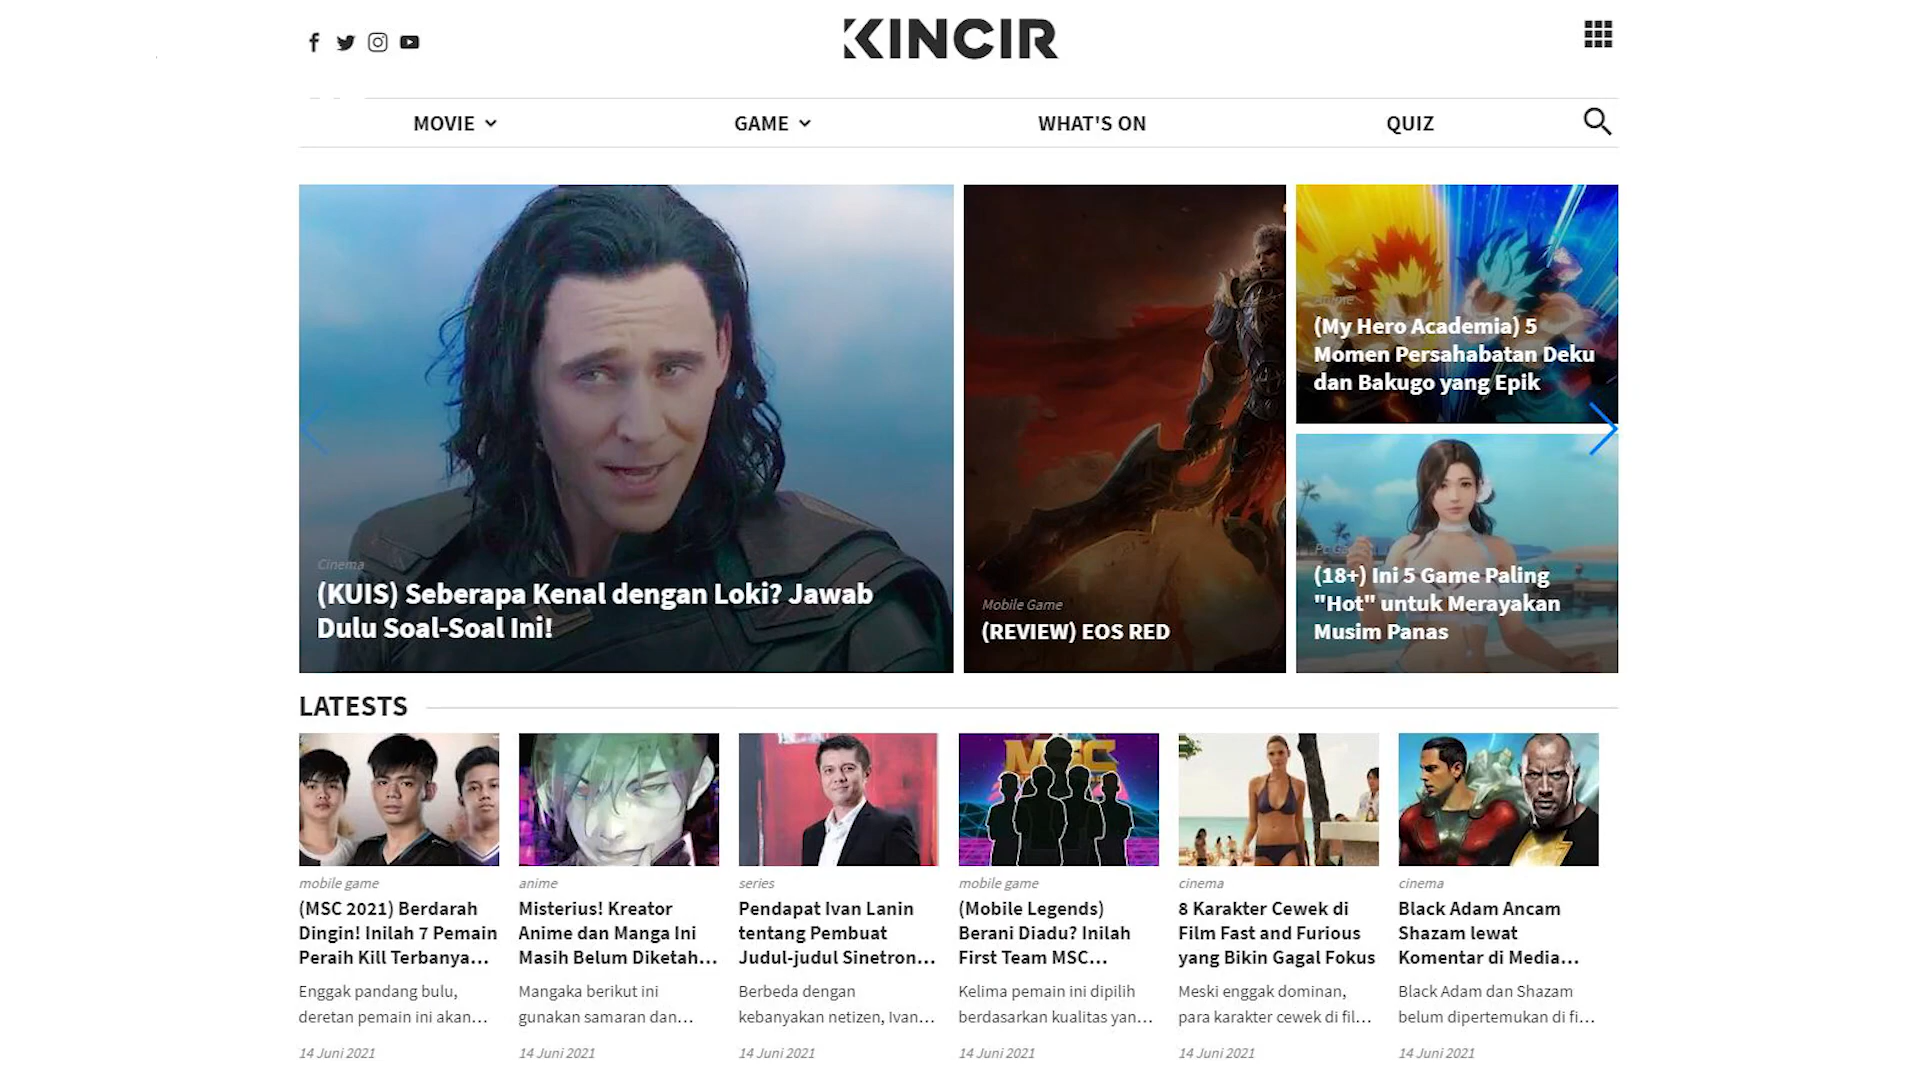 KINCIR
MOVIE
GAME
WHAT'S ON
QUIZ
Cinema
(KUIS) Seberapa Kenal dengan Loki? Jawab
Dulu Soal-Soal Ini!
Mobile Game
(REVIEW) EOS RED
Anime
(My Hero Academia) 5
Momen Persahabatan Deku
dan Bakugo yang Epik
(18+) Ini 5 Game Paling
"Hot" untuk Merayakan
Musim Panas
LATESTS
mobile game
(MSC 2021) Berdarah
Dingin! Inilah 7 Pemain
Peraih Kill Terbanya...
Enggak pandang bulu,
deretan pemain ini akan...
14 Juni 2021
anime
Misterius! Kreator
Anime dan Manga Ini
Masih Belum Diketah...
Mangaka berikut ini
gunakan samaran dan...
14 Juni 2021
series
Pendapat Ivan Lanin
tentang Pembuat
Judul-judul Sinetron...
Berbeda dengan
kebanyakan netizen, Ivan...
14 Juni 2021
MSC
mobile game
(Mobile Legends)
Berani Diadu? Inilah
First Team MSC...
Kelima pemain ini dipilih
berdasarkan kualitas yan...
14 Juni 2021
cinema
8 Karakter Cewek di
Film Fast and Furious
yang Bikin Gagal Fokus
Meski enggak dominan,
para karakter cewek di fil...
14 Juni 2021
cinema
Black Adam Ancam
Shazam lewat
Komentar di Media...
Black Adam dan Shazam
belum dipertemukan di fi...
14 Juni 2021